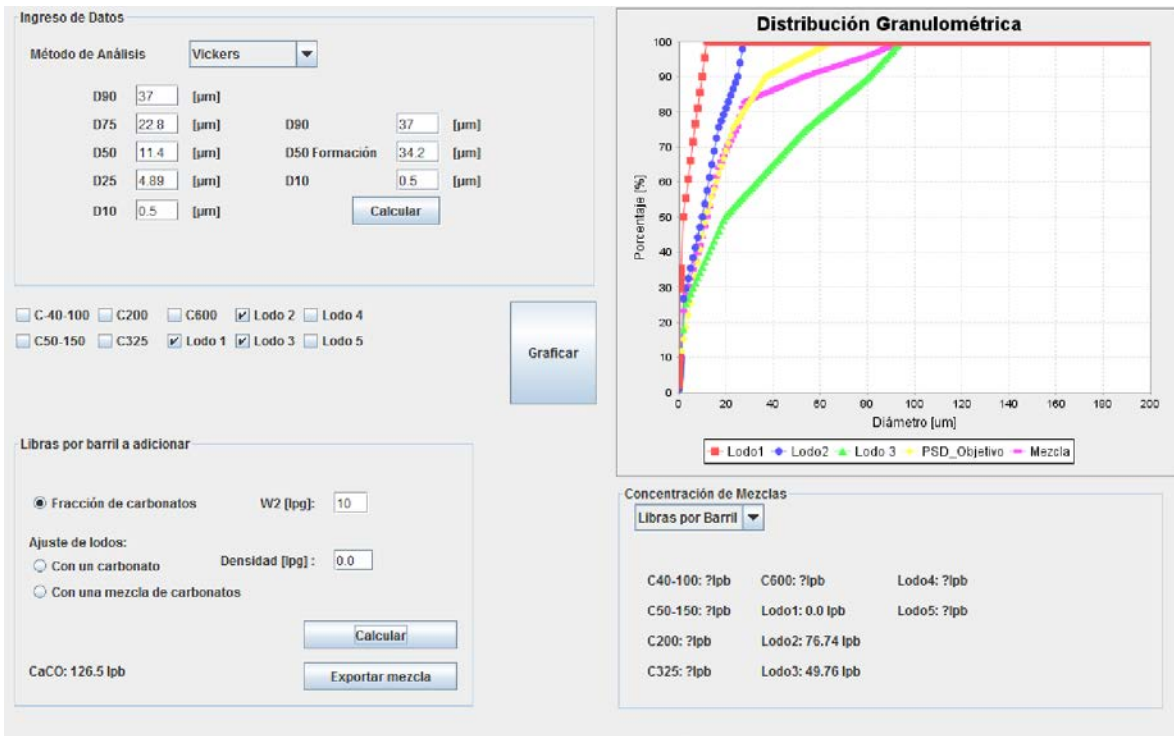 Ingreso de Datos
Método de Análisis Vickers
D90 37 [µm]
D75 22.8 [µm] D90 37 [µm]
D50 11.4 [µm] D50 Formación 34.2 [µm]
D25 4.89 [µm] D10 0.5 [µm]
D10 0.5 [µm] Calcular
C-40-100 C200 C600 Lodo 2 Lodo 4
C50-150 C325 Lodo 1 Lodo 3 Lodo 5
Graficar
Libras por barril a adicionar
Fracción de carbonatos W2 [lpg]: 10
Ajuste de lodos:
Con un carbonato Densidad [lpg] : 0.0
Con una mezcla de carbonatos
Calcular
CaCO: 126.5 lpb Exportar mezcla
Distribución Granulométrica
100
90
80
70
60
50
40
30
20
10
0
Porcentaje [%]
0 20 40 60 80 100 120 140 160 180 200
Diámetro [um]
Lodo1 Lodo2 Lodo 3 PSD_Objetivo Mezcla
Concentración de Mezclas
Libras por Barril
C40-100: ?lpb C600: ?lpb Lodo4: ?lpb
C50-150: ?lpb Lodo1: 0.0 lpb Lodo5: ?lpb
C200: ?lpb Lodo2: 76.74 lpb
C325: ?lpb Lodo3: 49.76 lpb